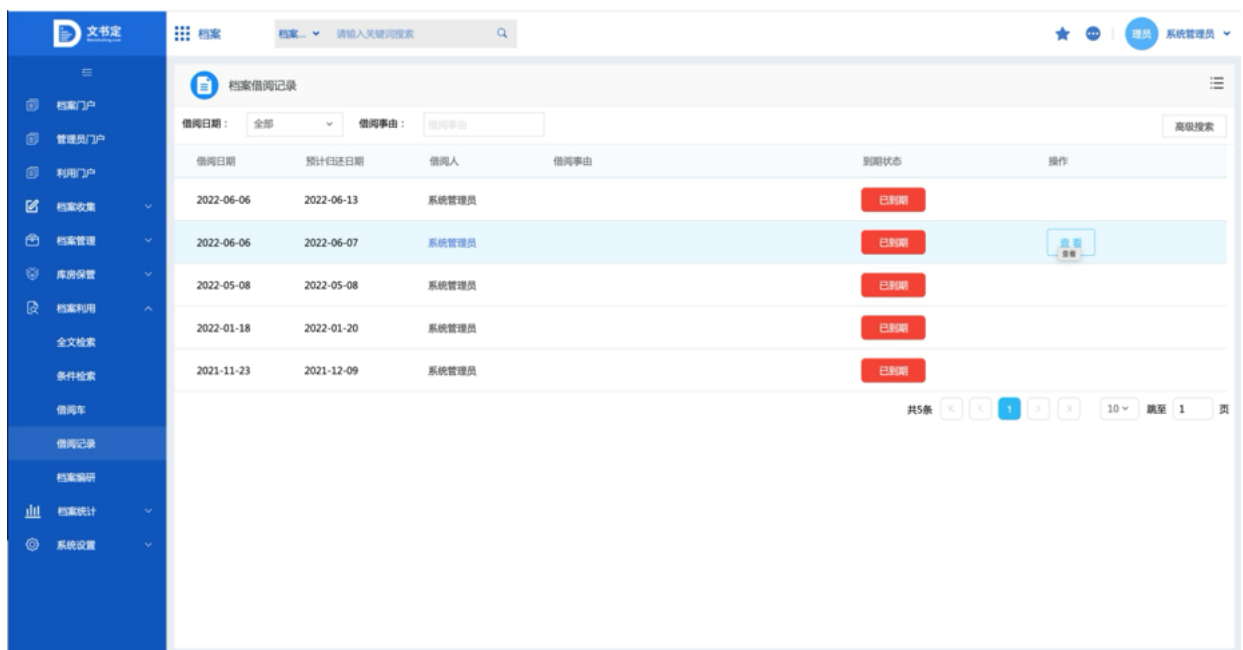 文书定
档案
档案...
请输入关键词搜索
理员
系统管理员
档案门户
管理员门户
利用门户
档案收集
档案管理
库房保管
档案利用
全文检索
条件检索
借阅车
借阅记录
档案编研
档案统计
系统设置
档案借阅记录
借阅日期： 全部 借阅事由： 借阅事由 高级搜索
借阅日期 预计归还日期 借阅人 借阅事由 到期状态 操作
2022-06-06 2022-06-13 系统管理员 已到期
2022-06-06 2022-06-07 系统管理员 已到期 查看
查看
2022-05-08 2022-05-08 系统管理员 已到期
2022-01-18 2022-01-20 系统管理员 已到期
2021-11-23 2021-12-09 系统管理员 已到期
共5条 1 10 跳至 1 页